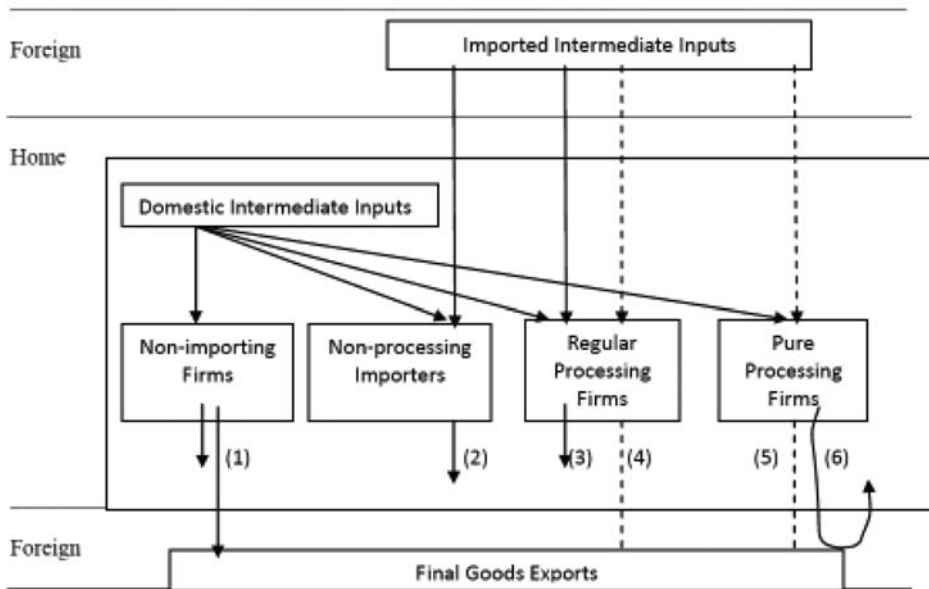 Foreign
Imported Intermediate Inputs
Home
Domestic Intermediate Inputs
Non-importing
Firms
Non-processing
Importers
Regular
Processing
Firms
Pure
Processing
Firms
(1)
(2)
(3)
(4)
(5)
(6)
Foreign
Final Goods Exports